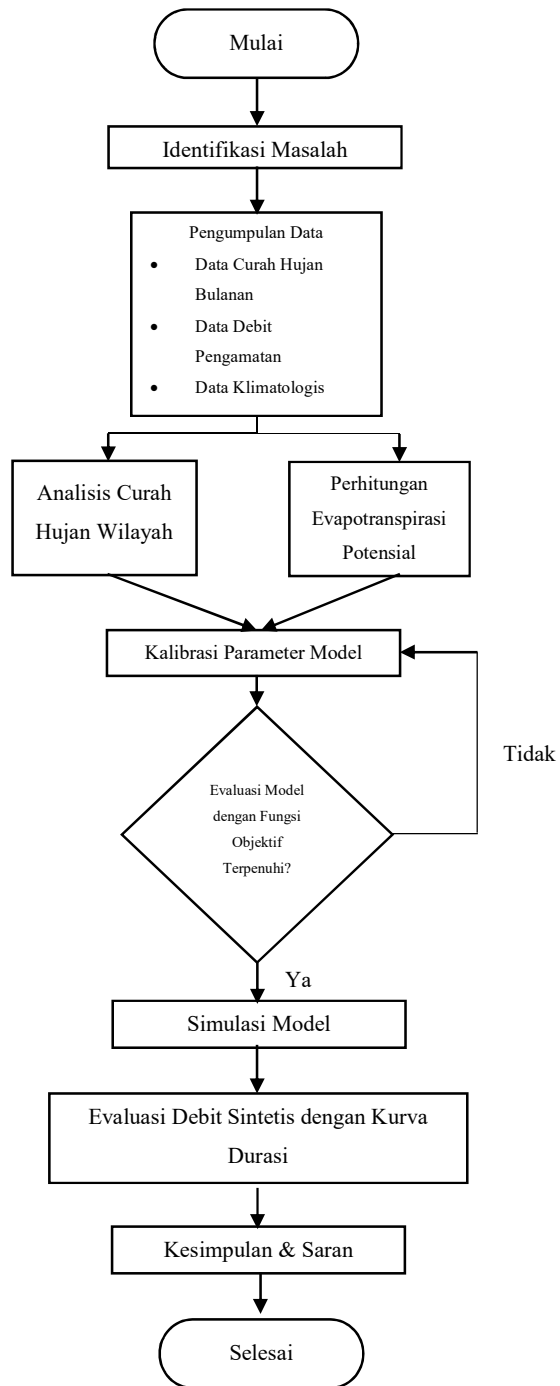 Mulai
Identifikasi Masalah
Pengumpulan Data
• Data Curah Hujan
Bulanan
• Data Debit
Pengamatan
• Data Klimatologis
Analisis Curah
Hujan Wilayah
Perhitungan
Evapotranspirasi
Potensial
Kalibrasi Parameter Model
Tidak
Evaluasi Model
dengan Fungsi
Objektif
Terpenuhi?
Ya
Simulasi Model
Evaluasi Debit Sintetis dengan Kurva
Durasi
Kesimpulan & Saran
Selesai